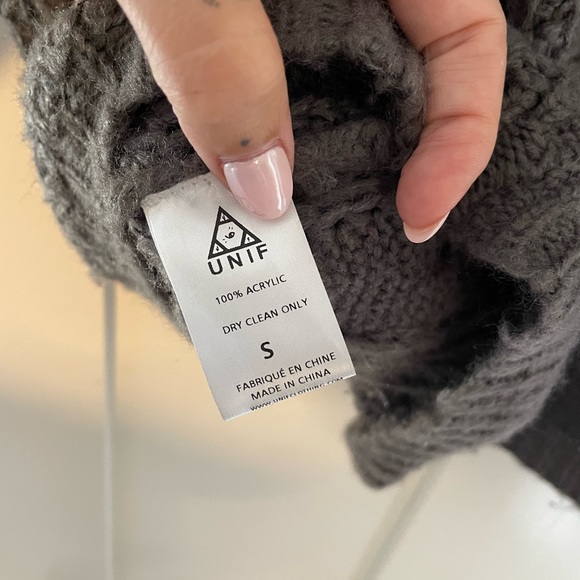 UNIF
100% ACRYLIC
DRY CLEAN ONLY
S
FABRIQUÉ EN CHINE
MADE IN CHINA
WWW.UNIFCLOTHING.COM